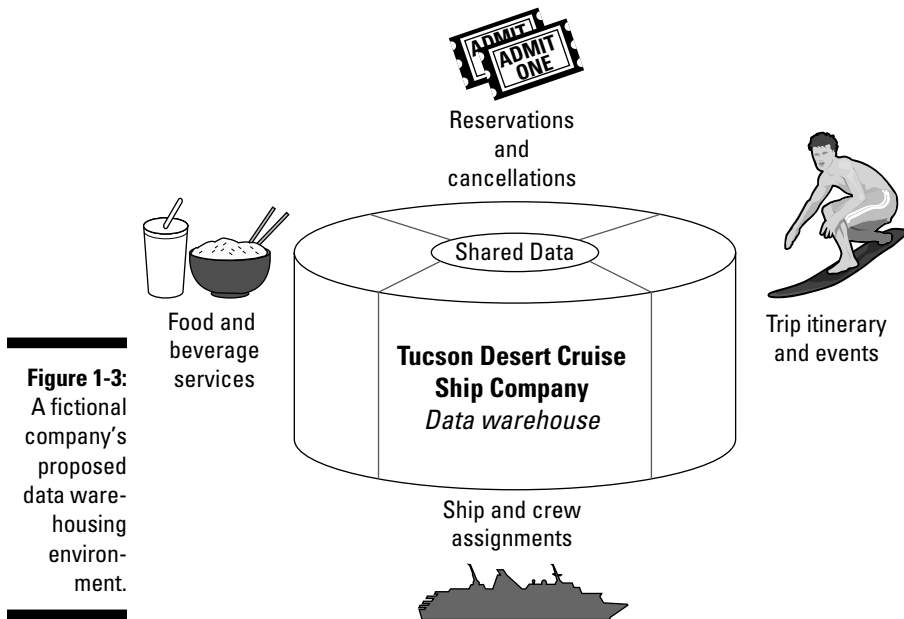 ADMIT
ADMIT
ONE
Reservations
and
cancellations
Shared Data
Food and
beverage
services
Trip itinerary
and events
Tucson Desert Cruise
Ship Company
Data warehouse
Figure 1-3:
A fictional
company’s
proposed
data ware-
housing
environ-
ment.
Ship and crew
assignments